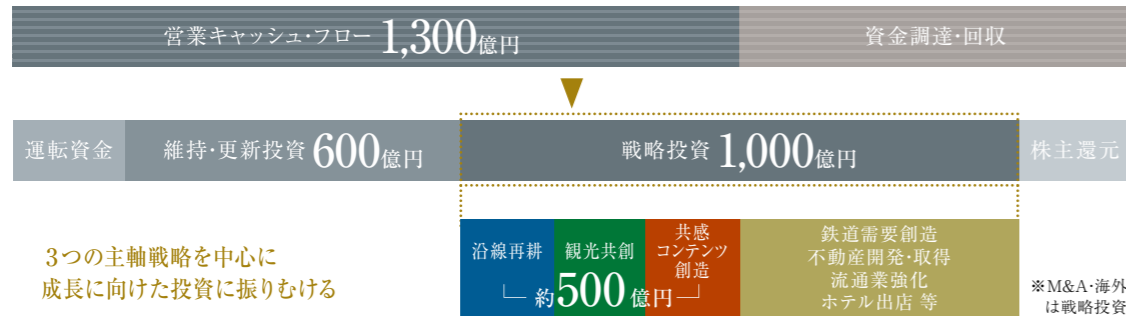 営業キャッシュ・フロー 1,300億円
資金調達・回収
運転資金
維持・更新投資 600億円
戦略投資 1,000億円
株主還元
3つの主軸戦略を中心に
成長に向けた投資に振りむける
沿線再耕
観光共創
共感
コンテンツ
創造
約500億円
鉄道需要創造
不動産開発・取得
流通業強化
ホテル出店 等
※M&A・海外
は戦略投資